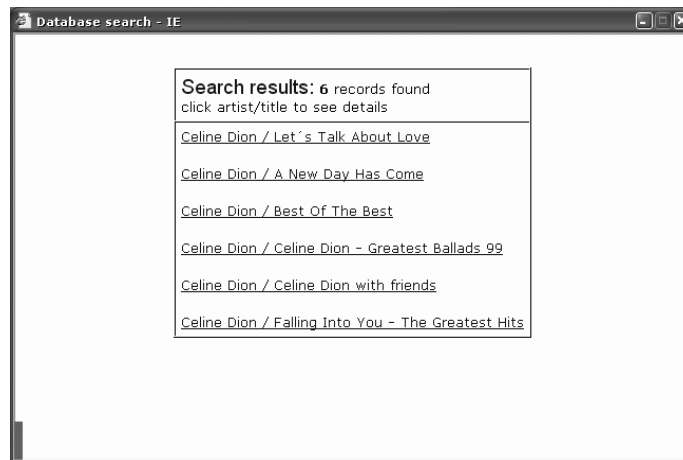 Database search - IE
Search results: 6 records found
click artist/title to see details
Celine Dion / Let´s Talk About Love
Celine Dion / A New Day Has Come
Celine Dion / Best Of The Best
Celine Dion / Celine Dion - Greatest Ballads 99
Celine Dion / Celine Dion with friends
Celine Dion / Falling Into You - The Greatest Hits